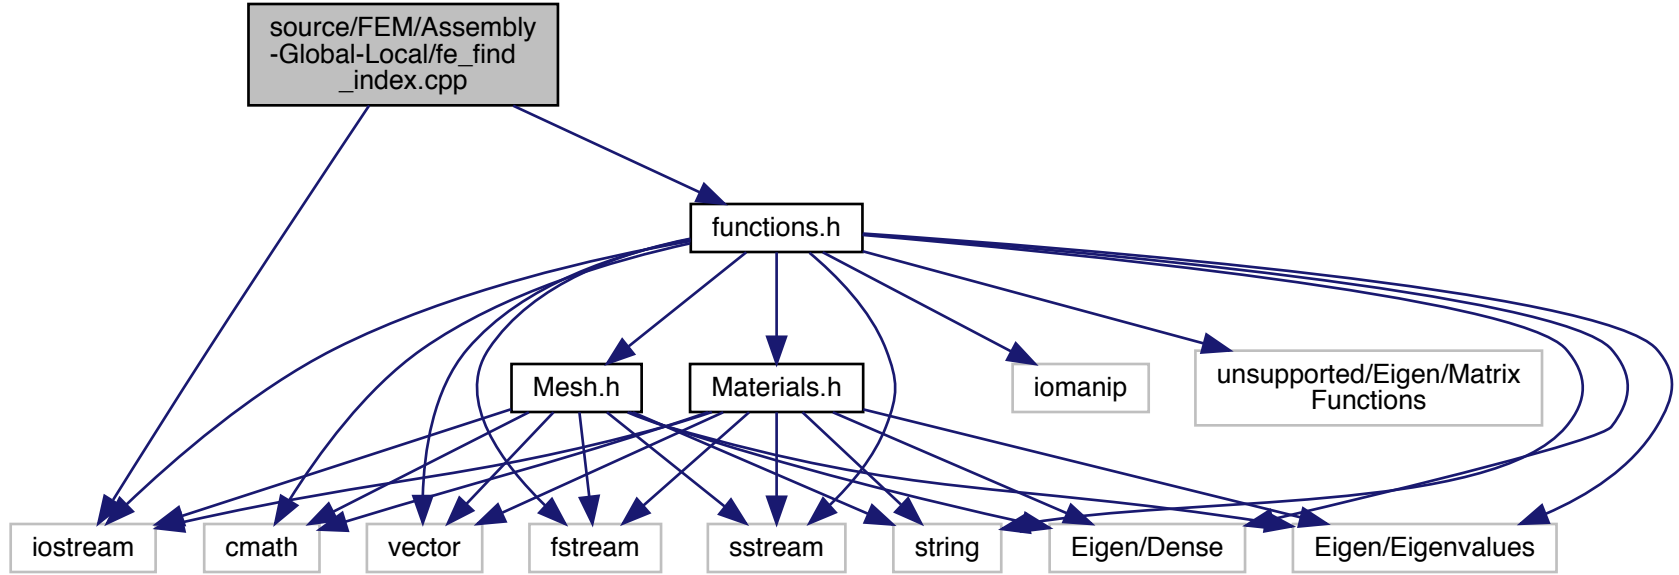 source/FEM/Assembly
-Global-Local/fe_find
_index.cpp
functions.h
Mesh.h
Materials.h
iomanip
unsupported/Eigen/Matrix
Functions
iostream
cmath
vector
fstream
sstream
string
Eigen/Dense
Eigen/Eigenvalues